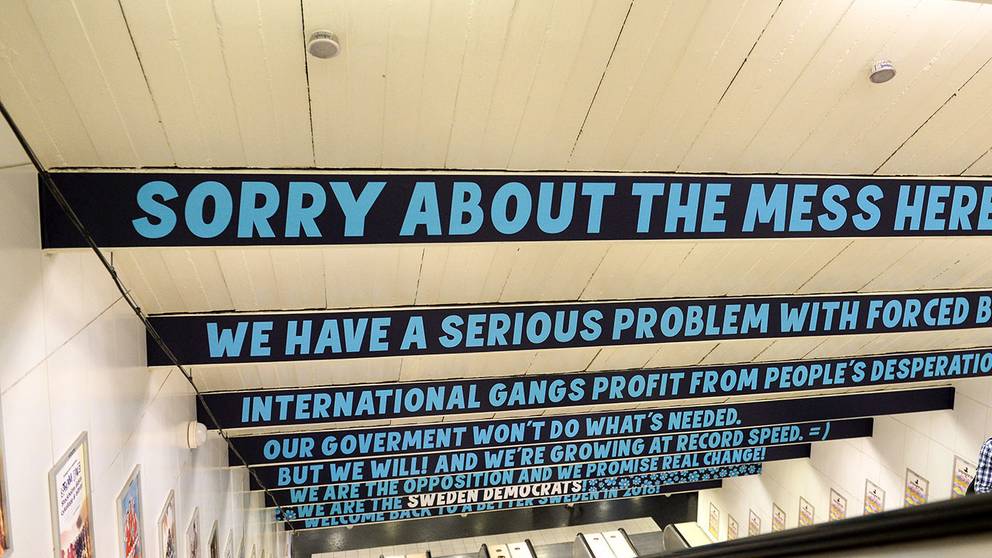 SORRY ABOUT THE MESS HERE
WE HAVE A SERIOUS PROBLEM WITH FORCED B
INTERNATIONAL GANGS PROFIT FROM PEOPLE'S DESPERATIO
OUR GOVERMENT WON'T DO WHAT'S NEEDED.
BUT WE WILL! AND WE'RE GROWING AT RECORD SPEED. =)
WE ARE THE OPPOSITION AND WE PROMISE REAL CHANGE!
WE ARE THE SWEDEN DEMOCRATS!
WELCOME BACK TO A BETTER SWEDEN IN 2018!